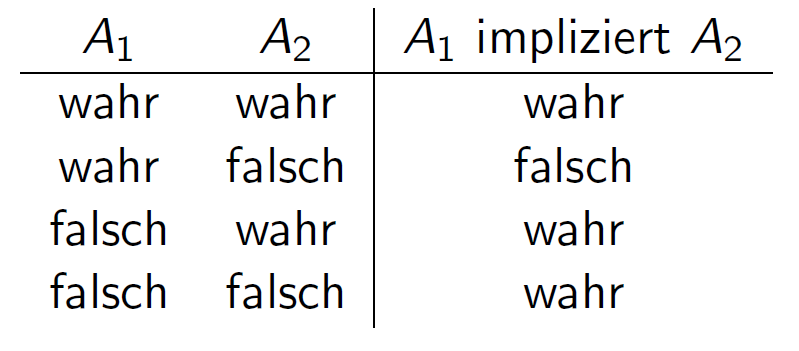 A₁ A₂ A₁ impliziert A₂
wahr wahr wahr
wahr falsch falsch
falsch wahr wahr
falsch falsch wahr